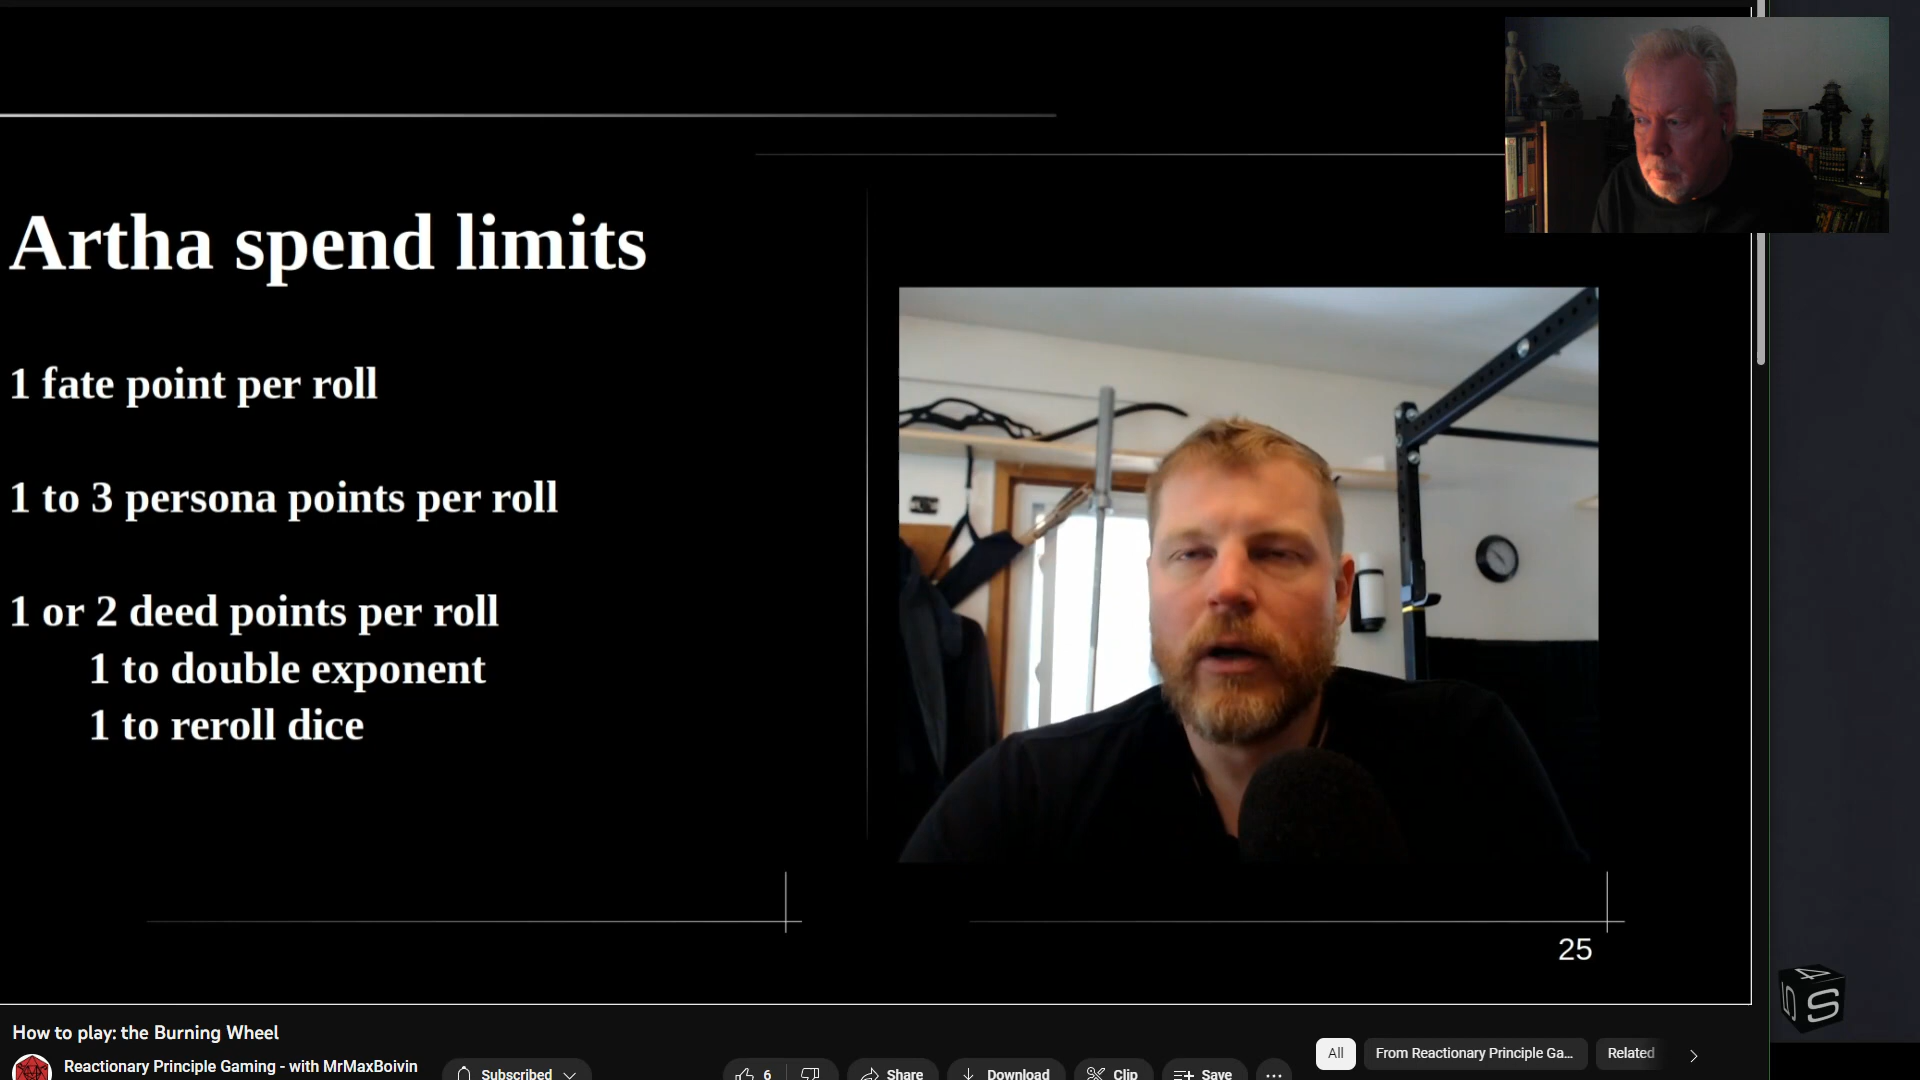 Artha spend limits
1 fate point per roll
1 to 3 persona points per roll
1 or 2 deed points per roll
1 to double exponent
1 to reroll dice
25
4
5
S
How to play: the Burning Wheel
Reactionary Principle Gaming - with MrMaxBoivin
Subscribed
6
Share
Download
Clip
Save
All
From Reactionary Principle Ga...
Related